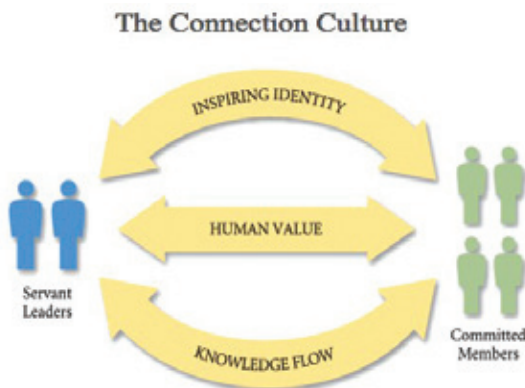 The Connection Culture
INSPIRING IDENTITY
HUMAN VALUE
Servant
Leaders
KNOWLEDGE FLOW
Committed
Members